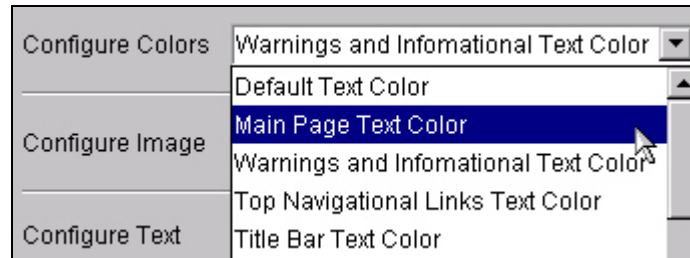 Configure Colors Warnings and Infomational Text Color
Default Text Color
Main Page Text Color
Configure Image
Warnings and Infomational Text Color
Top Navigational Links Text Color
Configure Text
Title Bar Text Color